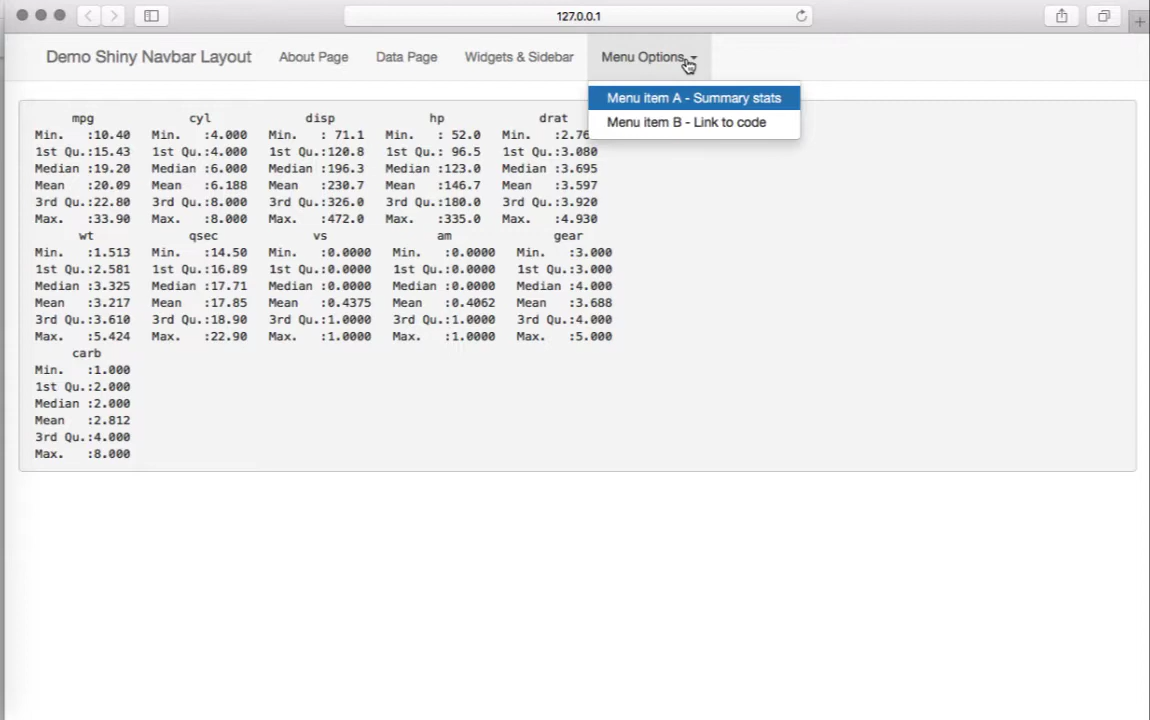 127.0.0.1
Demo Shiny Navbar Layout About Page Data Page Widgets & Sidebar Menu Options
Menu item A - Summary stats
Menu item B - Link to code
mpg cyl disp hp drat
Min. :10.40 Min. :4.000 Min. : 71.1 Min. : 52.0 Min.
1st Qu.:15.43 1st Qu.:4.000 1st Qu.:120.8 1st Qu.: 96.5 1st Qu.:3.080
Median :19.20 Median :6.000 Median :196.3 Median :123.0 Median :3.695
Mean :20.09 Mean :6.188 Mean :230.7 Mean :146.7 Mean :3.597
3rd Qu.:22.80 3rd Qu.:8.000 3rd Qu.:326.0 3rd Qu.:180.0 3rd Qu.:3.920
Max. :33.90 Max. :8.000 Max. :472.0 Max. :335.0 Max. :4.930
wt qsec vs am gear
Min. :1.513 Min. :14.50 Min. :0.0000 Min. :0.0000 Min. :3.000
1st Qu.:2.581 1st Qu.:16.89 1st Qu.:0.0000 1st Qu.:0.0000 1st Qu.:3.000
Median :3.325 Median :17.71 Median :0.0000 Median :0.0000 Median :4.000
Mean :3.217 Mean :17.85 Mean :0.4375 Mean :0.4062 Mean :3.688
3rd Qu.:3.610 3rd Qu.:18.90 3rd Qu.:1.0000 3rd Qu.:1.0000 3rd Qu.:4.000
Max. :5.424 Max. :22.90 Max. :1.0000 Max. :1.0000 Max. :5.000
carb
Min. :1.000
1st Qu.:2.000
Median :2.000
Mean :2.812
3rd Qu.:4.000
Max. :8.000